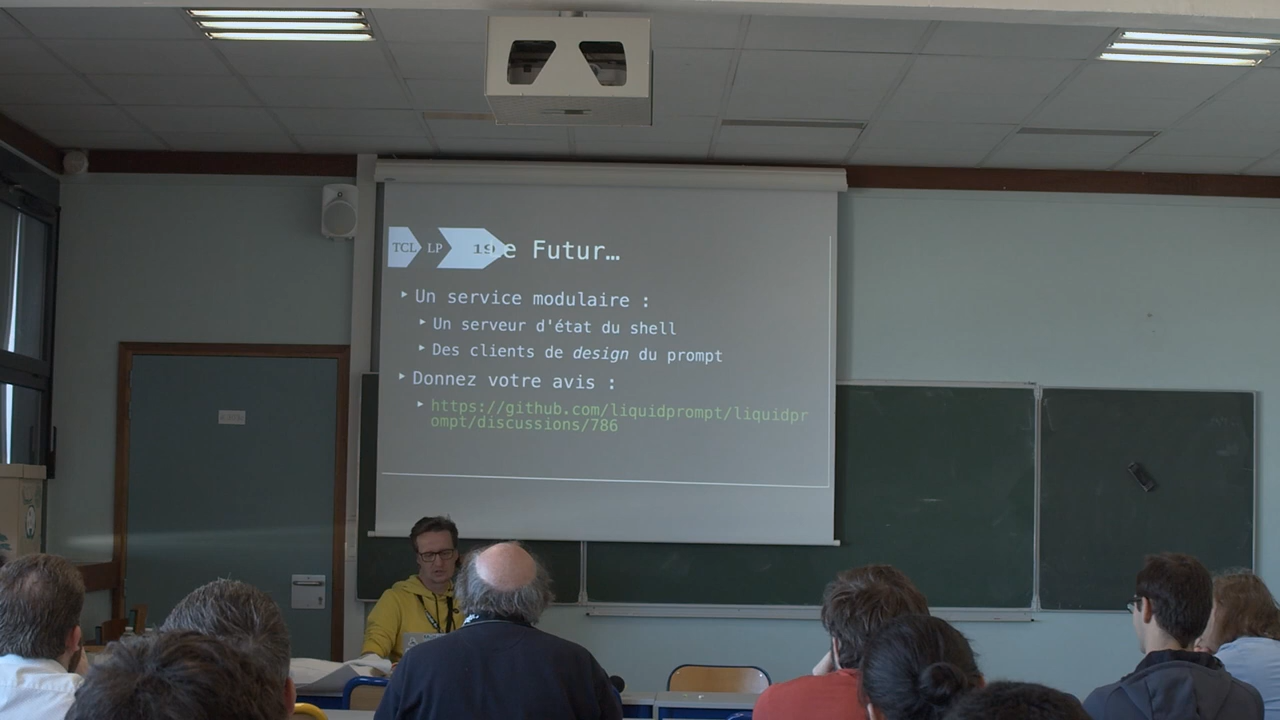 TCL LP 19 e Futur…
Un service modulaire :
Un serveur d'état du shell
Des clients de design du prompt
Donnez votre avis :
https://github.com/liquidprompt/liquidpr
ompt/discussions/786